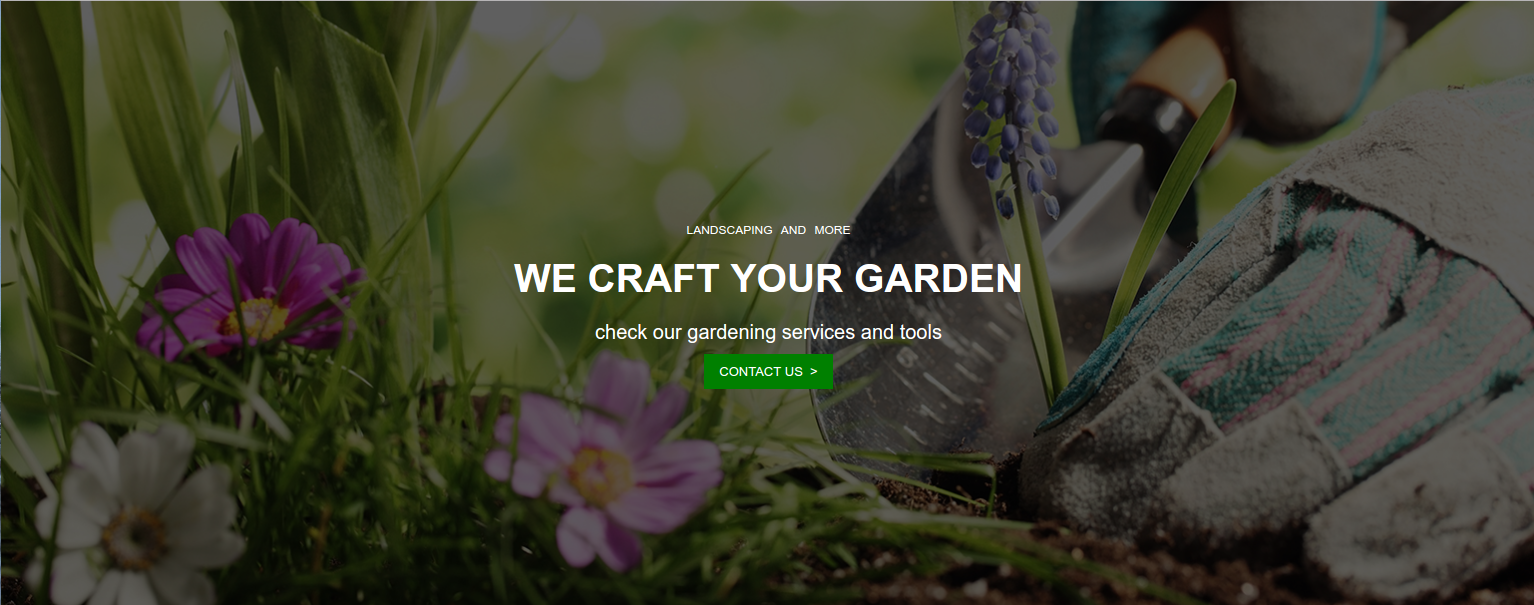 LANDSCAPING AND MORE
WE CRAFT YOUR GARDEN
check our gardening services and tools
CONTACT US >